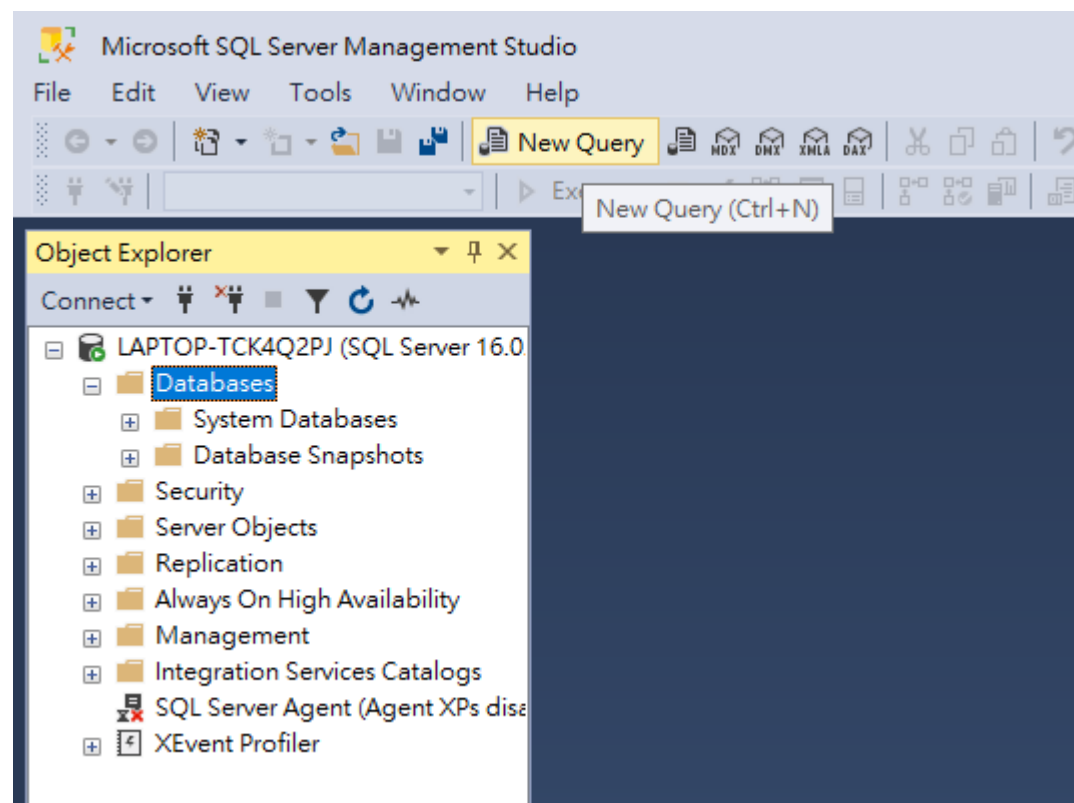 Microsoft SQL Server Management Studio
File Edit View Tools Window Help
New Query MDX DMX XMLA DAX
New Query (Ctrl+N)
Object Explorer
Connect
LAPTOP-TCK4Q2PJ (SQL Server 16.0.
Databases
System Databases
Database Snapshots
Security
Server Objects
Replication
Always On High Availability
Management
Integration Services Catalogs
SQL Server Agent (Agent XPs disa
XEvent Profiler